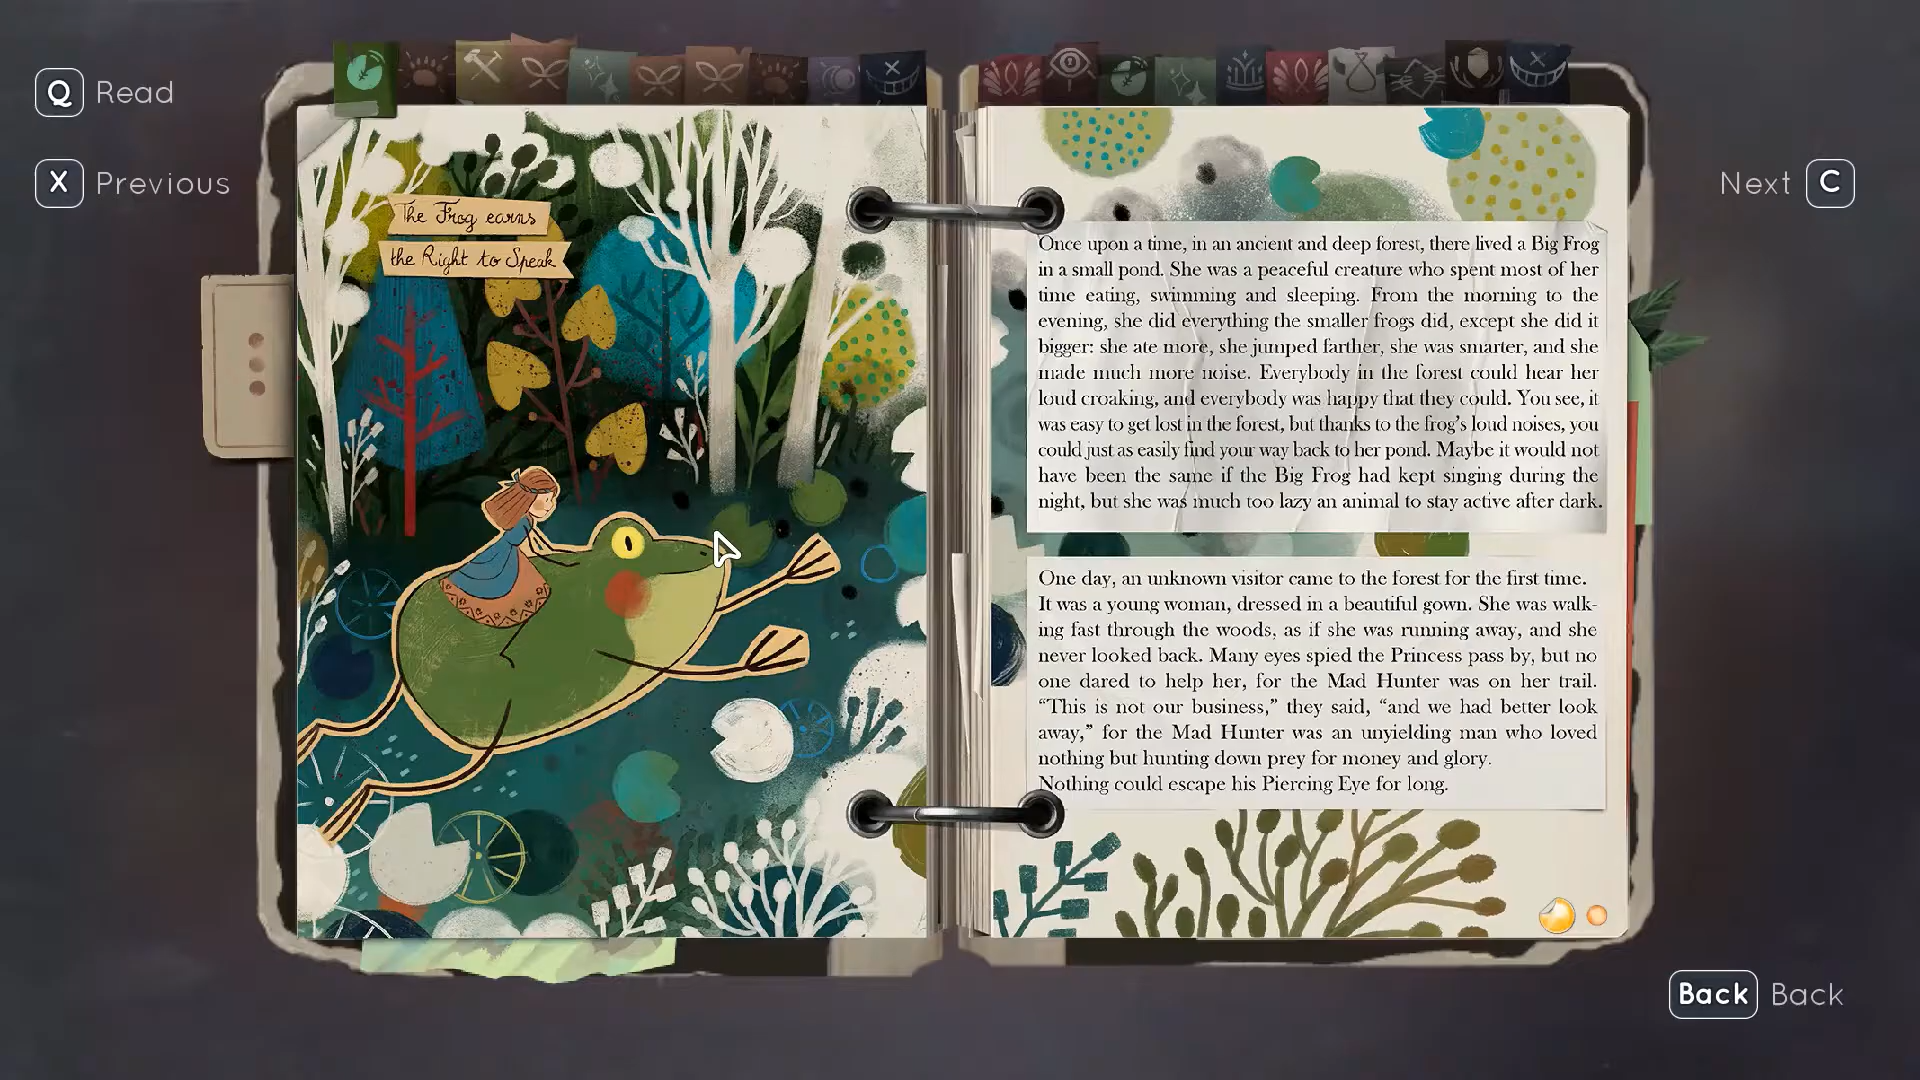 Q Read
X Previous
Next C
The Frog earns
the Right to Speak
Once upon a time, in an ancient and deep forest, there lived a Big Frog
in a small pond. She was a peaceful creature who spent most of her
time eating, swimming and sleeping. From the morning to the
evening, she did everything the smaller frogs did, except she did it
bigger: she ate more, she jumped farther, she was smarter, and she
made much more noise. Everybody in the forest could hear her
loud croaking, and everybody was happy that they could. You see, it
was easy to get lost in the forest, but thanks to the frog's loud noises, you
could just as easily find your way back to her pond. Maybe it would not
have been the same if the Big Frog had kept singing during the
night, but she was much too lazy an animal to stay active after dark.
One day, an unknown visitor came to the forest for the first time.
It was a young woman, dressed in a beautiful gown. She was walk-
ing fast through the woods, as if she was running away, and she
never looked back. Many eyes spied the Princess pass by, but no
one dared to help her, for the Mad Hunter was on her trail.
“This is not our business,” they said, “and we had better look
away,” for the Mad Hunter was an unyielding man who loved
nothing but hunting down prey for money and glory.
Nothing could escape his Piercing Eye for long.
Back Back